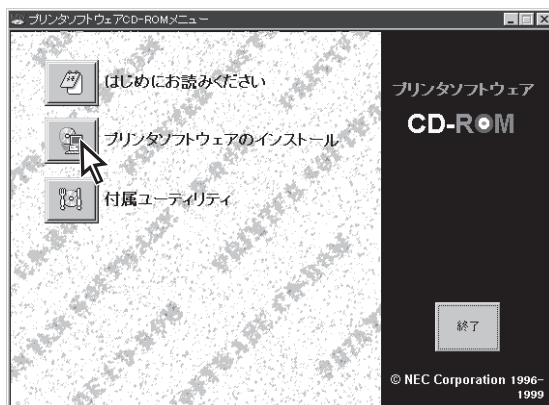 プリンタソフトウェアCD-ROMメニュー
はじめにお読みください
プリンタソフトウェアのインストール
付属ユーティリティ
プリンタソフトウェア
CD-ROM
終了
© NEC Corporation 1996-
1999